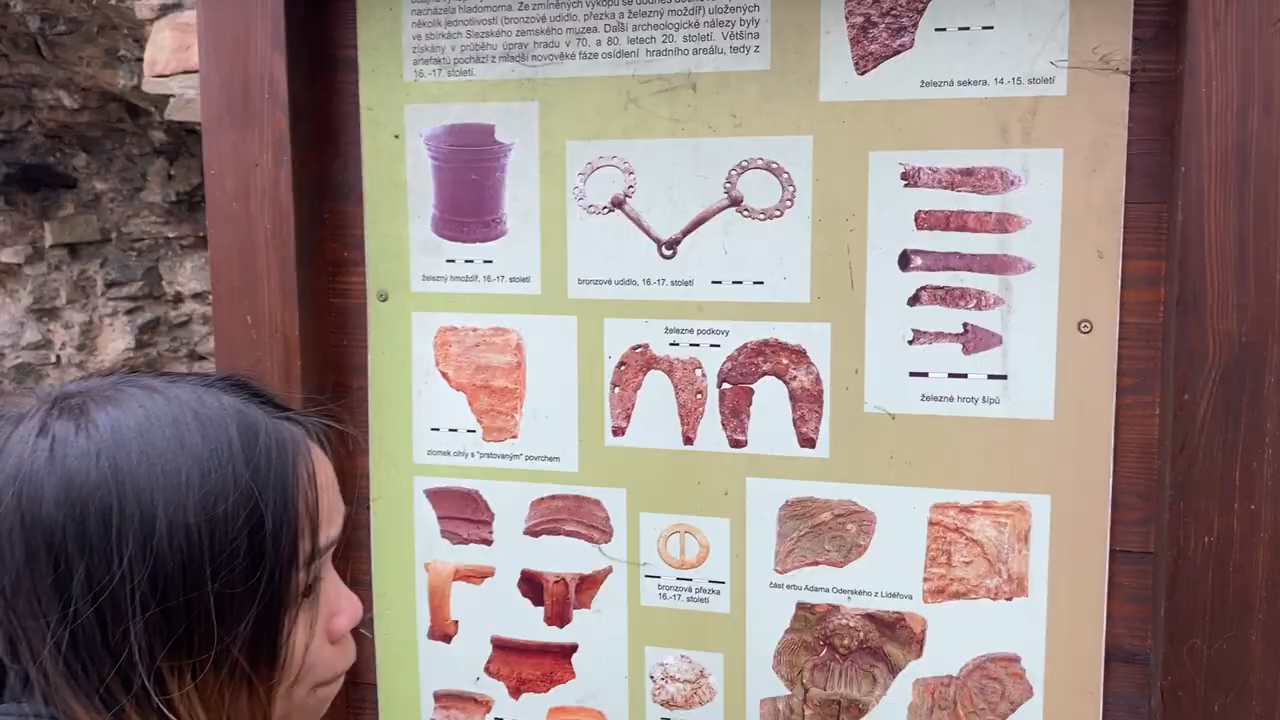 nacházela hladomorna. Ze zmíněných výkopů se dodnes
několik jednotlivostí (bronzové udidlo, přezka a železný moždíř) uložených
ve sbírkách Slezského zemského muzea. Další archeologické nálezy byly
získány v průběhu úprav hradu v 70. a 80. letech 20. století. Většina
artefaktů pochází z mladší novověké fáze osídlení hradního areálu, tedy z
16. -17. století.
železná sekera, 14.-15. století
železný hmoždíř, 16.-17. století
bronzové udidlo, 16.-17. století
železné hroty šípů
železné podkovy
zlomek cihly s "prstovaným" povrchem
bronzová přezka
16.-17. století
část erbu Adama Oderského z Lidéřova